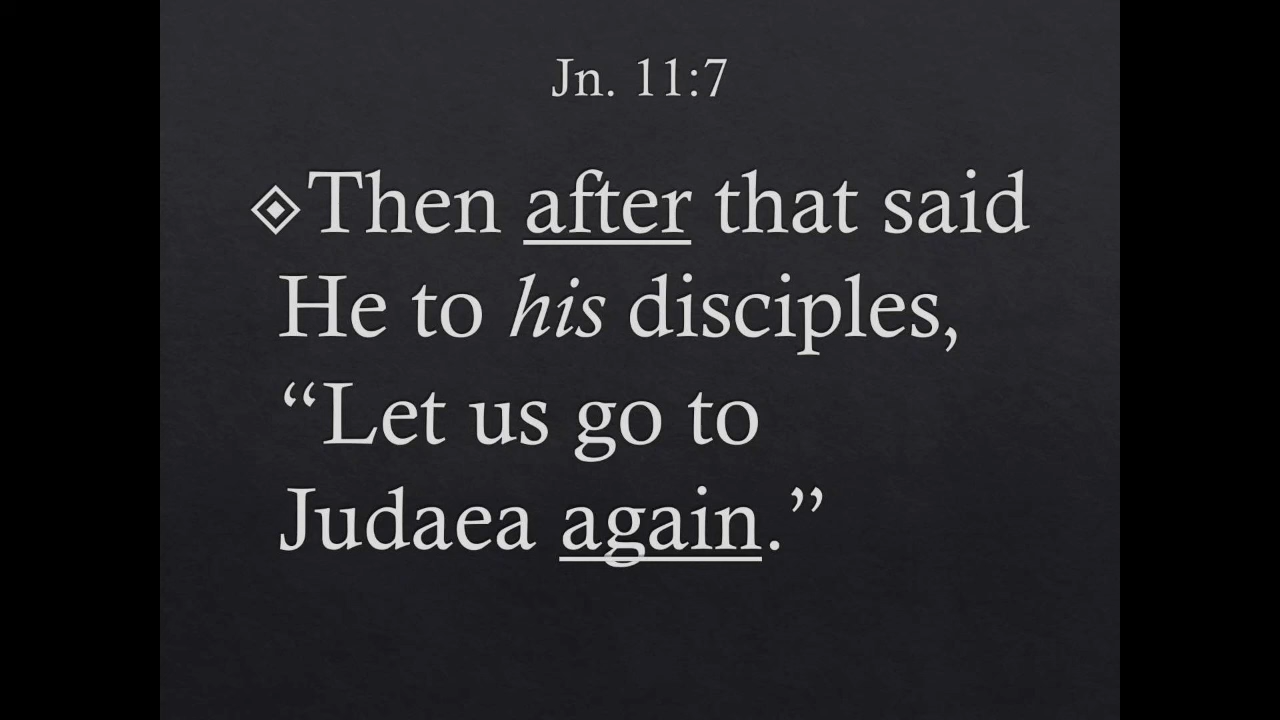 Jn. 11:7
Then after that said
He to his disciples,
“Let us go to
Judaea again.”